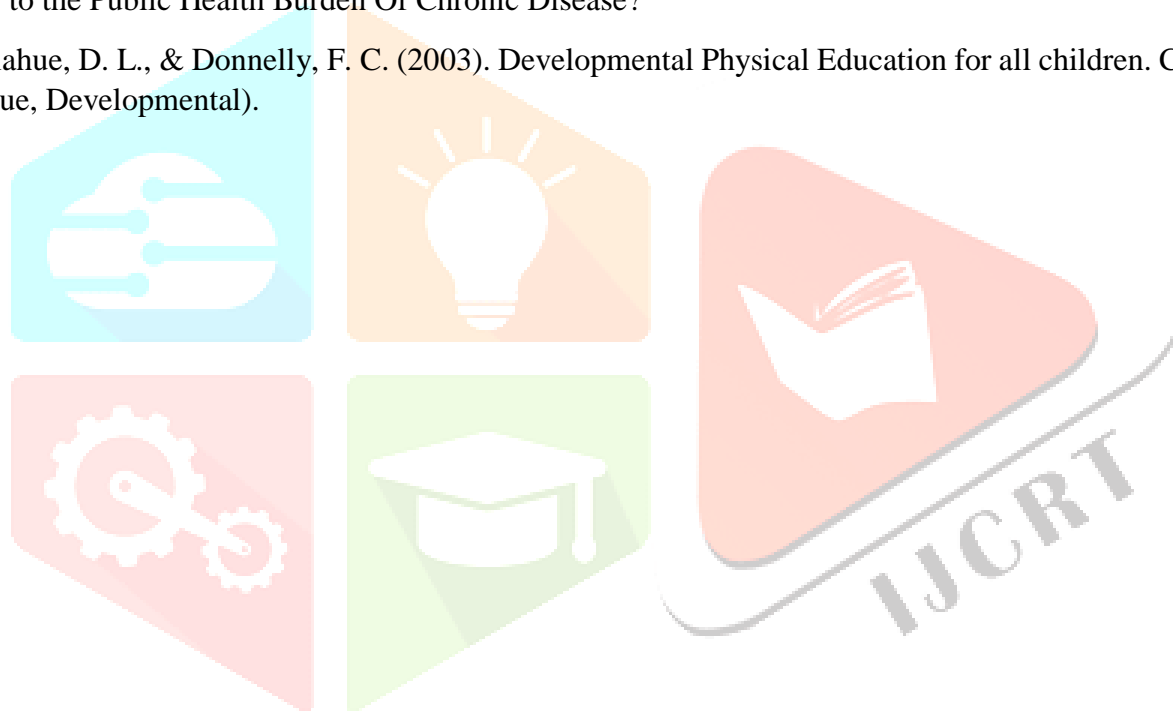 to the Public Health Burden Of Chronic Disease?
ahue, D. L., & Donnelly, F. C. (2003). Developmental Physical Education for all children. C
ue, Developmental).
IJCRT